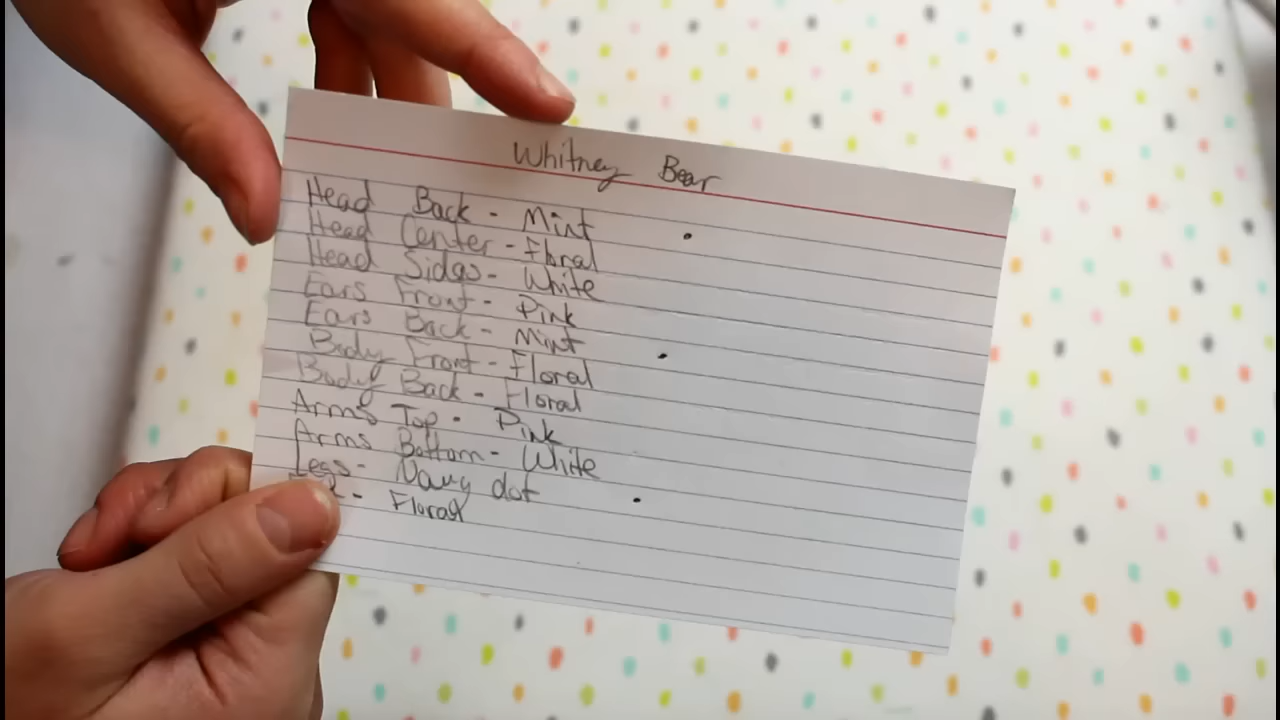 Whitney Bear
Head Back - Mint
Head Center - Floral
Head Sides - White
Ears Front - Pink
Ears Back - Mint
Body Front - Floral
Body Back - Floral
Arms Top - Pink
Arms Bottom - White
Legs - Navy dot
- Floral